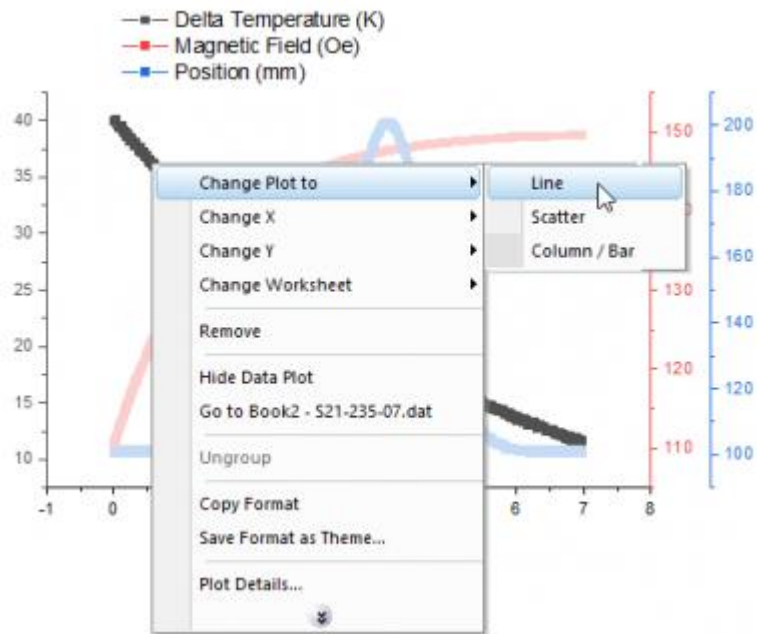 Delta Temperature (K)
Magnetic Field (Oe)
Position (mm)
40
35
30
25
20
15
10
-1
0
6
7
8
150
130
120
110
200
180
160
140
120
100
Change Plot to
Change X
Change Y
Change Worksheet
Remove
Hide Data Plot
Go to Book2 - S21-235-07.dat
Ungroup
Copy Format
Save Format as Theme...
Plot Details...
Line
Scatter
Column / Bar